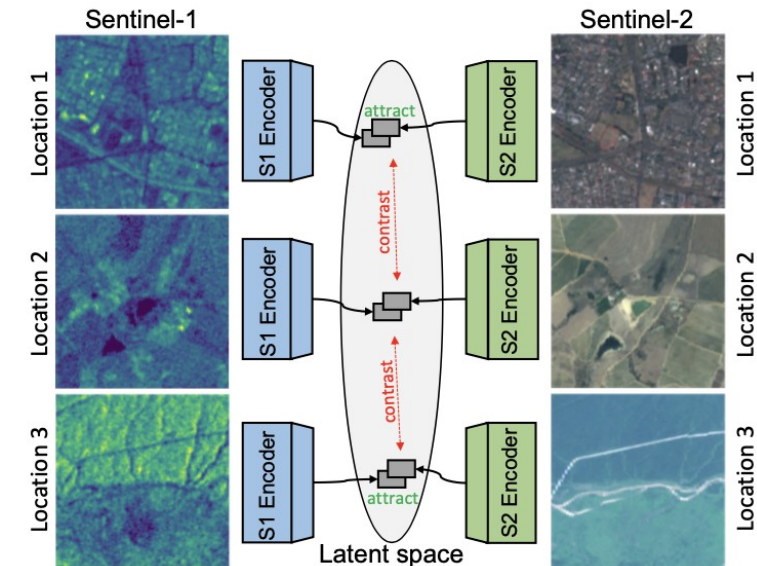 Sentinel-1
Sentinel-2
Location 1
S1 Encoder
attract
S2 Encoder
Location 1
contrast
Location 2
S1 Encoder
S2 Encoder
Location 2
contrast
Location 3
S1 Encoder
attract
S2 Encoder
Location 3
Latent space